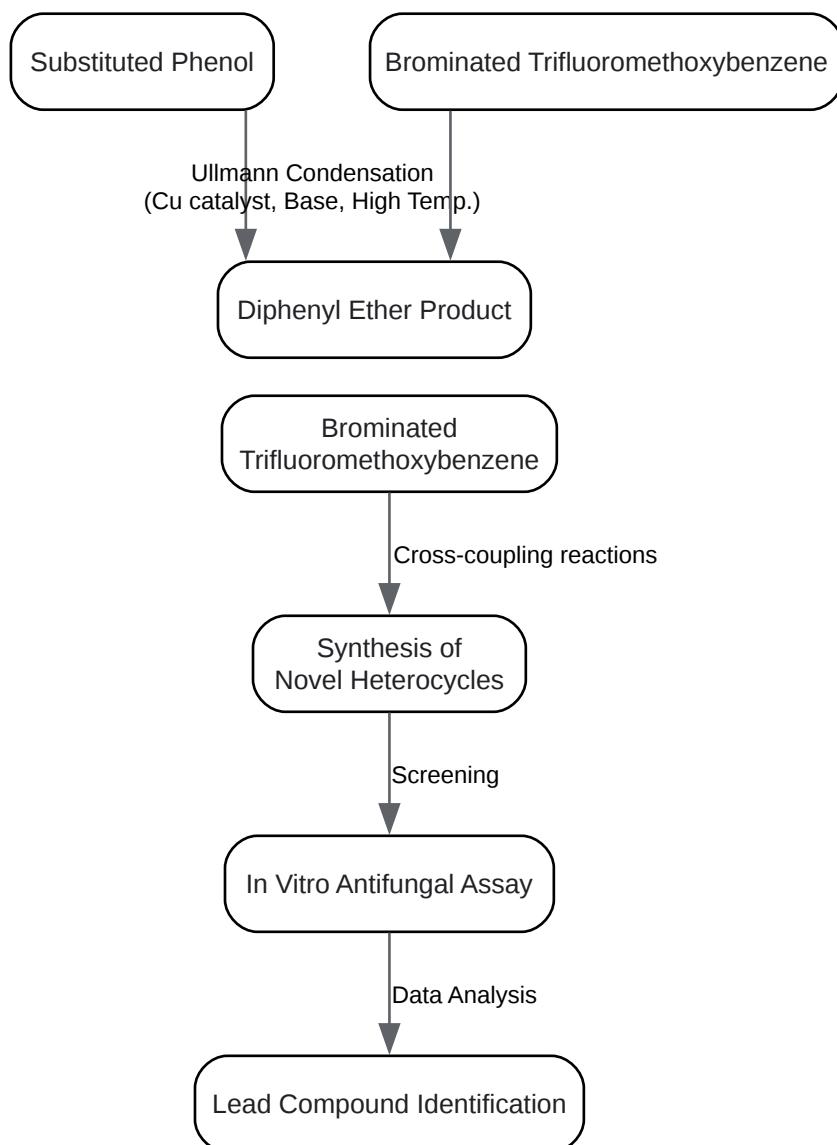 Substituted Phenol
Brominated Trifluoromethoxybenzene
Ullmann Condensation
(Cu catalyst, Base, High Temp.)
Diphenyl Ether Product
Brominated
Trifluoromethoxybenzene
Cross-coupling reactions
Synthesis of
Novel Heterocycles
Screening
In Vitro Antifungal Assay
Data Analysis
Lead Compound Identification